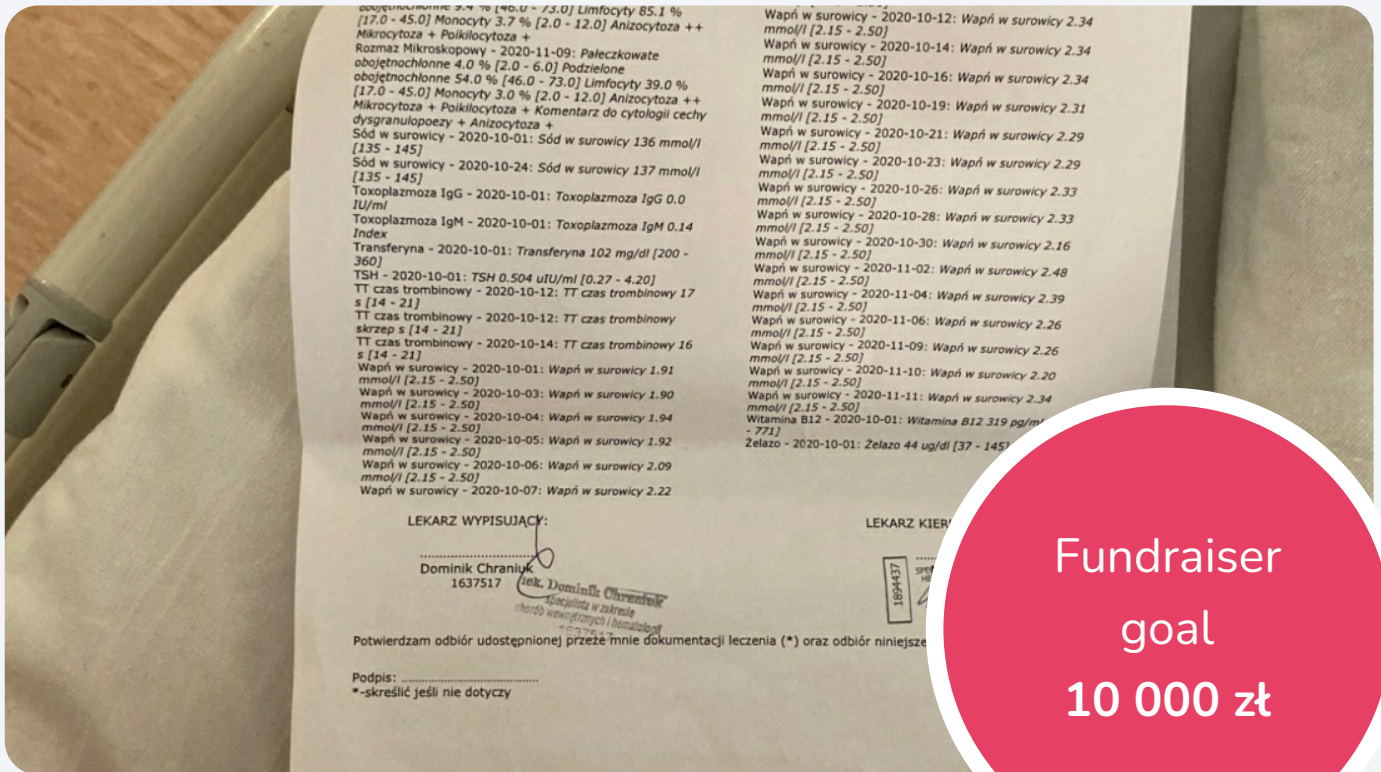 obojętnochłonne 9.4 % [46.0 - 73.0] Limfocyty 85.1 %
[17.0 - 45.0] Monocyty 3.7 % [2.0 - 12.0] Anizocytoza ++
Mikrocytoza + Poikilocytoza +
Rozmaz Mikroskopowy - 2020-11-09: Pałeczkowate
obojętnochłonne 4.0 % [2.0 - 6.0] Podzielone
obojętnochłonne 54.0 % [46.0 - 73.0] Limfocyty 39.0 %
[17.0 - 45.0] Monocyty 3.0 % [2.0 - 12.0] Anizocytoza ++
Mikrocytoza + Poikilocytoza + Komentarz do cytologii cechy
dysgranulopoezy + Anizocytoza +
Sód w surowicy - 2020-10-01: Sód w surowicy 136 mmol/l
[135 - 145]
Sód w surowicy - 2020-10-24: Sód w surowicy 137 mmol/l
[135 - 145]
Toxoplazmoza IgG - 2020-10-01: Toxoplazmoza IgG 0.0
IU/ml
Toxoplazmoza IgM - 2020-10-01: Toxoplazmoza IgM 0.14
Index
Transferyna - 2020-10-01: Transferyna 102 mg/dl [200 -
360]
TSH - 2020-10-01: TSH 0.504 uIU/ml [0.27 - 4.20]
TT czas trombinowy - 2020-10-12: TT czas trombinowy 17
s [14 - 21]
TT czas trombinowy - 2020-10-12: TT czas trombinowy
skrzep s [14 - 21]
TT czas trombinowy - 2020-10-14: TT czas trombinowy 16
s [14 - 21]
Wapń w surowicy - 2020-10-01: Wapń w surowicy 1.91
mmol/l [2.15 - 2.50]
Wapń w surowicy - 2020-10-03: Wapń w surowicy 1.90
mmol/l [2.15 - 2.50]
Wapń w surowicy - 2020-10-04: Wapń w surowicy 1.94
mmol/l [2.15 - 2.50]
Wapń w surowicy - 2020-10-05: Wapń w surowicy 1.92
mmol/l [2.15 - 2.50]
Wapń w surowicy - 2020-10-06: Wapń w surowicy 2.09
mmol/l [2.15 - 2.50]
Wapń w surowicy - 2020-10-07: Wapń w surowicy 2.22
Wapń w surowicy - 2020-10-12: Wapń w surowicy 2.34
mmol/l [2.15 - 2.50]
Wapń w surowicy - 2020-10-14: Wapń w surowicy 2.34
mmol/l [2.15 - 2.50]
Wapń w surowicy - 2020-10-16: Wapń w surowicy 2.34
mmol/l [2.15 - 2.50]
Wapń w surowicy - 2020-10-19: Wapń w surowicy 2.31
mmol/l [2.15 - 2.50]
Wapń w surowicy - 2020-10-21: Wapń w surowicy 2.29
mmol/l [2.15 - 2.50]
Wapń w surowicy - 2020-10-23: Wapń w surowicy 2.29
mmol/l [2.15 - 2.50]
Wapń w surowicy - 2020-10-26: Wapń w surowicy 2.33
mmol/l [2.15 - 2.50]
Wapń w surowicy - 2020-10-28: Wapń w surowicy 2.33
mmol/l [2.15 - 2.50]
Wapń w surowicy - 2020-10-30: Wapń w surowicy 2.16
mmol/l [2.15 - 2.50]
Wapń w surowicy - 2020-11-02: Wapń w surowicy 2.48
mmol/l [2.15 - 2.50]
Wapń w surowicy - 2020-11-04: Wapń w surowicy 2.39
mmol/l [2.15 - 2.50]
Wapń w surowicy - 2020-11-06: Wapń w surowicy 2.26
mmol/l [2.15 - 2.50]
Wapń w surowicy - 2020-11-09: Wapń w surowicy 2.26
mmol/l [2.15 - 2.50]
Wapń w surowicy - 2020-11-10: Wapń w surowicy 2.20
mmol/l [2.15 - 2.50]
Wapń w surowicy - 2020-11-11: Wapń w surowicy 2.34
mmol/l [2.15 - 2.50]
Witamina B12 - 2020-10-01: Witamina B12 319 pg/ml
- 771]
Żelazo - 2020-10-01: Żelazo 44 ug/dl [37 - 145]
LEKARZ WYPISUJĄCY:
Dominik Chraniuk
1637517
lek. Dominik Chraniuk
specjalista w zakresie
chorób wewnętrznych i hematologii
1637517
LEKARZ KIER
1894437
Potwierdzam odbiór udostępnionej przeze mnie dokumentacji leczenia (*) oraz odbiór niniejsze
Podpis:
*-skreślić jeśli nie dotyczy
Fundraiser
goal
10 000 zł